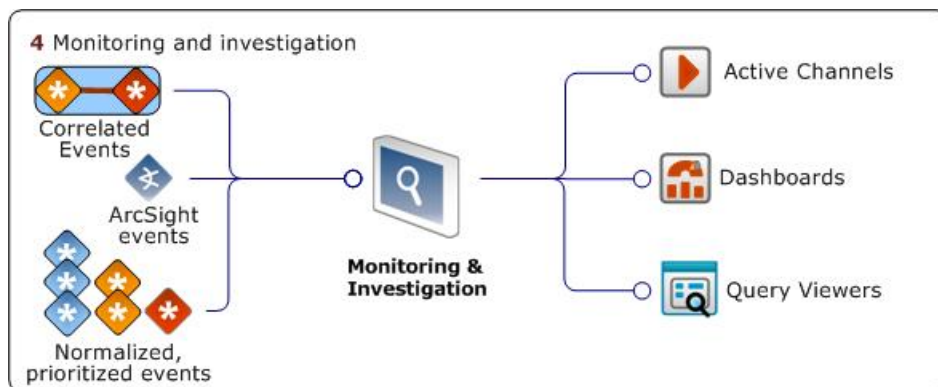 4 Monitoring and investigation
Correlated
Events
ArcSight
events
Normalized,
prioritized events
Monitoring &
Investigation
Active Channels
Dashboards
Query Viewers